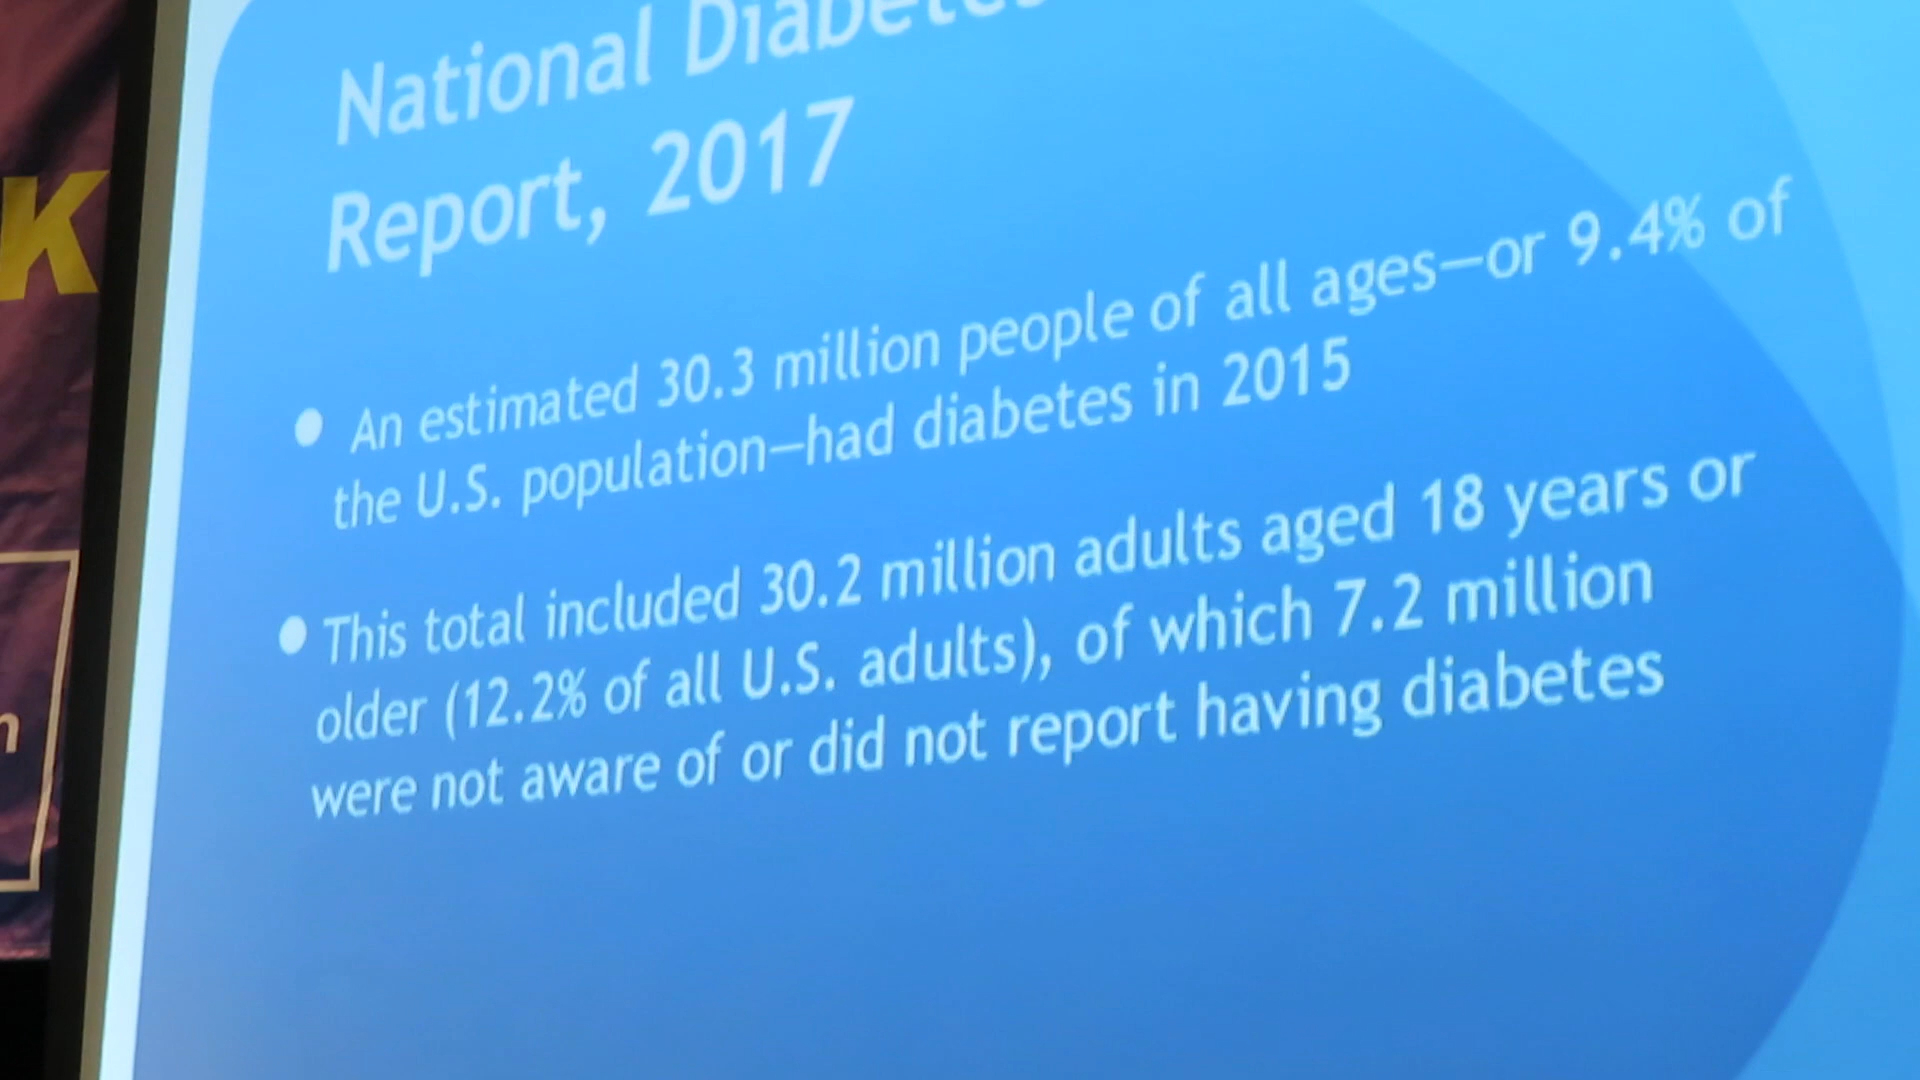 National Diabetes
Report, 2017
• An estimated 30.3 million people of all ages—or 9.4% of
the U.S. population—had diabetes in 2015
• This total included 30.2 million adults aged 18 years or
older (12.2% of all U.S. adults), of which 7.2 million
were not aware of or did not report having diabetes
K
n